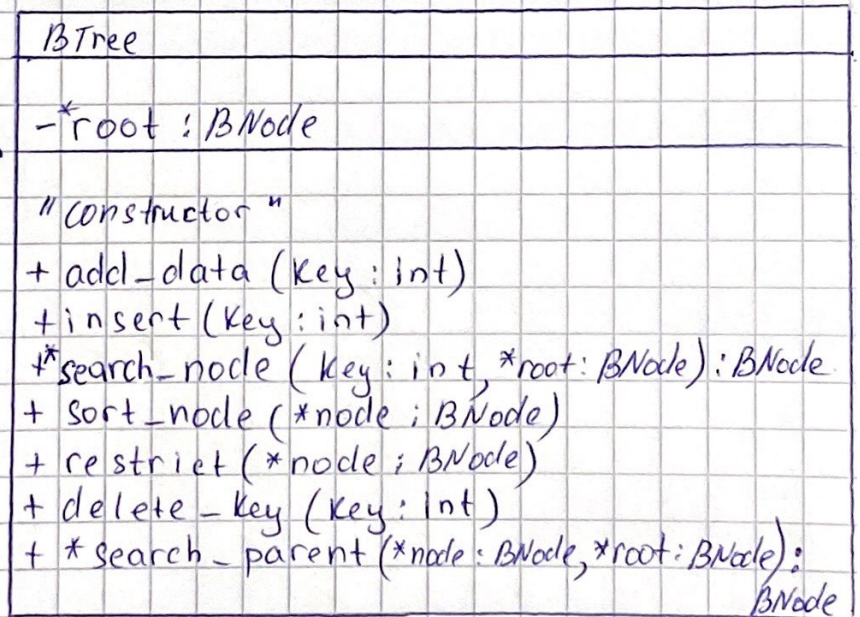 BTree
-*root : BNode
"constructor"
+ add_data (key : int)
+ insert (key : int)
+*search_node (key : int, *root : BNode) : BNode
+ sort_node (*node : BNode)
+ restrict (*node : BNode)
+ delete_key (key : int)
+ *search_parent (*node : BNode, *root : BNode) :
BNode